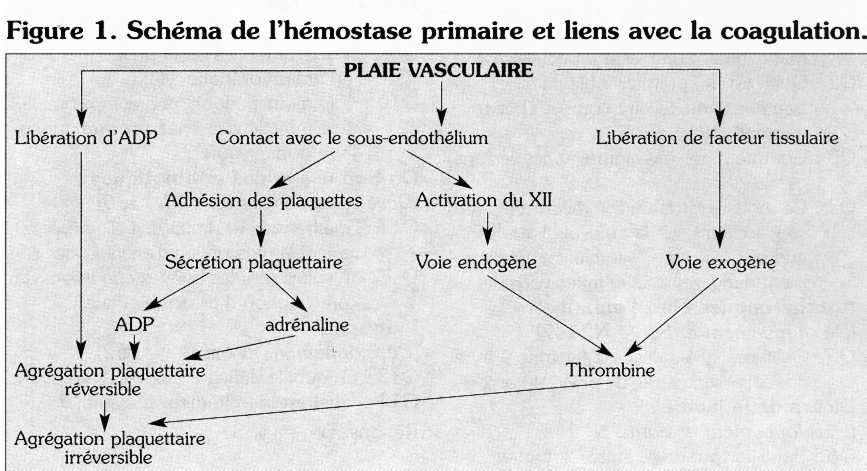 Figure 1. Schéma de l'hémostase primaire et liens avec la coagulation.
PLAIE VASCULAIRE
Libération d'ADP
Contact avec le sous-endothélium
Libération de facteur tissulaire
Adhésion des plaquettes
Activation du XII
Sécrétion plaquettaire
Voie endogène
Voie exogène
ADP
adrénaline
Agrégation plaquettaire
réversible
Thrombine
Agrégation plaquettaire
irréversible